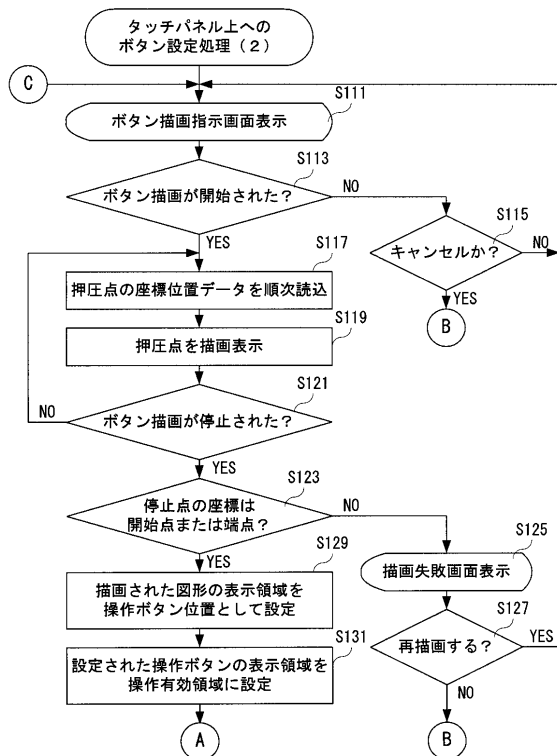 タッチパネル上への
ボタン設定処理（２）
C
S111
ボタン描画指示画面表示
S113
ボタン描画が開始された？
NO
S115
キャンセルか？
NO
YES
YES
B
S117
押圧点の座標位置データを順次読込
S119
押圧点を描画表示
S121
ボタン描画が停止された？
NO
YES
S123
停止点の座標は
開始点または端点？
NO
YES
S125
描画失敗画面表示
S129
描画された図形の表示領域を
操作ボタン位置として設定
S127
再描画する？
YES
NO
S131
設定された操作ボタンの表示領域を
操作有効領域に設定
A
B